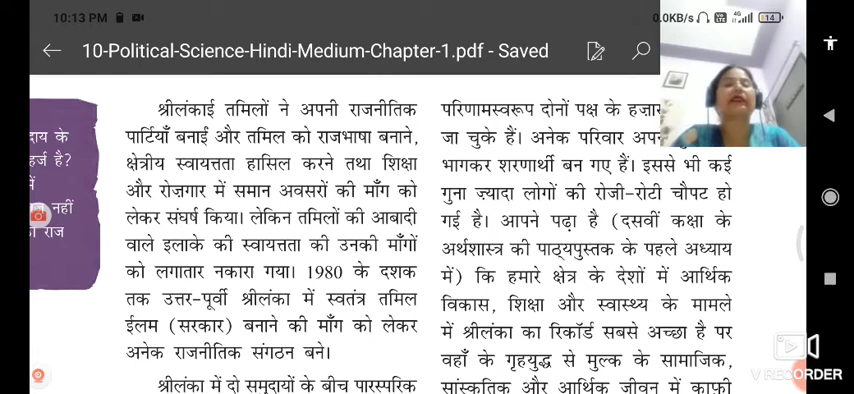 10:13 PM
0.0KB/s
4G
14
10-Political-Science-Hindi-Medium-Chapter-1.pdf - Saved
दाय के
हर्ज है?
में
नहीं
राज
श्रीलंकाई तमिलों ने अपनी राजनीतिक
पार्टियाँ बनाईं और तमिल को राजभाषा बनाने,
क्षेत्रीय स्वायत्तता हासिल करने तथा शिक्षा
और रोज़गार में समान अवसरों की माँग को
लेकर संघर्ष किया। लेकिन तमिलों की आबादी
वाले इलाके की स्वायत्तता की उनकी माँगों
को लगातार नकारा गया। 1980 के दशक
तक उत्तर-पूर्वी श्रीलंका में स्वतंत्र तमिल
ईलम (सरकार) बनाने की माँग को लेकर
अनेक राजनीतिक संगठन बने।
श्रीलंका में दो समुदायों के बीच पारस्परिक
परिणामस्वरूप दोनों पक्ष के हजार
जा चुके हैं। अनेक परिवार अप
भागकर शरणार्थी बन गए हैं। इससे भी कई
गुना ज्यादा लोगों की रोजी-रोटी चौपट हो
गई है। आपने पढ़ा है (दसवीं कक्षा के
अर्थशास्त्र की पाठ्यपुस्तक के पहले अध्याय
में) कि हमारे क्षेत्र के देशों में आर्थिक
विकास, शिक्षा और स्वास्थ्य के मामले
में श्रीलंका का रिकॉर्ड सबसे अच्छा है पर
वहाँ के गृहयुद्ध से मुल्क के सामाजिक,
सांस्कृतिक और आर्थिक जीवन में काफ़ी
V RECORDER